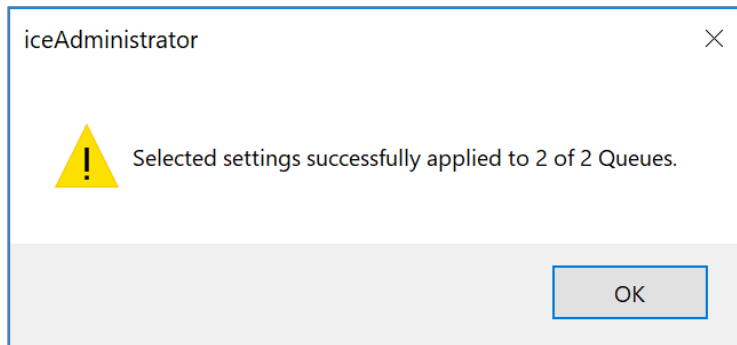 iceAdministrator
Selected settings successfully applied to 2 of 2 Queues.
OK